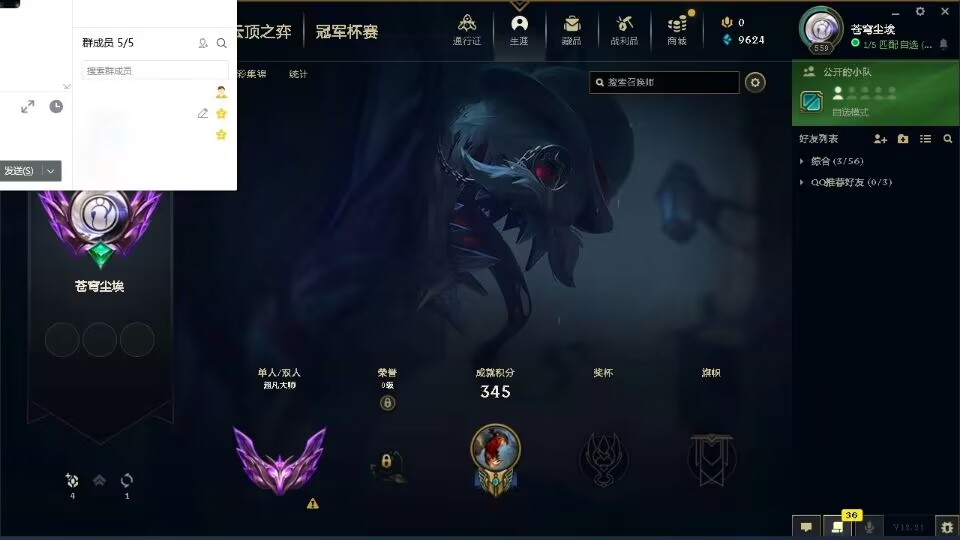 群成员 5/5
搜索群成员
发送(S)
云顶之弈
冠军杯赛
通行证
生涯
藏品
战利品
商城
0
9624
559
苍穹尘埃
1/5 匹配自选 (...
公开的小队
自选模式
好友列表
综合 (3/56)
QQ推荐好友 (0/3)
彩集锦
统计
搜索召唤师
苍穹尘埃
单人/双人
超凡大师
荣誉
0级
成就积分
345
奖杯
旗帜
4
1
36
V12.21